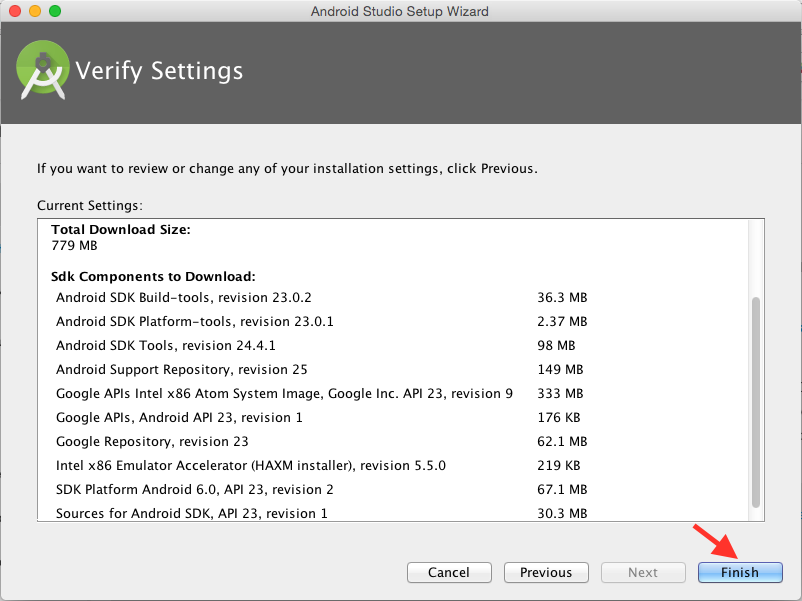 Android Studio Setup Wizard
Verify Settings
If you want to review or change any of your installation settings, click Previous.
Current Settings:
Total Download Size:
779 MB
Sdk Components to Download:
Android SDK Build-tools, revision 23.0.2 36.3 MB
Android SDK Platform-tools, revision 23.0.1 2.37 MB
Android SDK Tools, revision 24.4.1 98 MB
Android Support Repository, revision 25 149 MB
Google APIs Intel x86 Atom System Image, Google Inc. API 23, revision 9 333 MB
Google APIs, Android API 23, revision 1 176 KB
Google Repository, revision 23 62.1 MB
Intel x86 Emulator Accelerator (HAXM installer), revision 5.5.0 219 KB
SDK Platform Android 6.0, API 23, revision 2 67.1 MB
Sources for Android SDK, API 23, revision 1 30.3 MB
Cancel Previous Next Finish